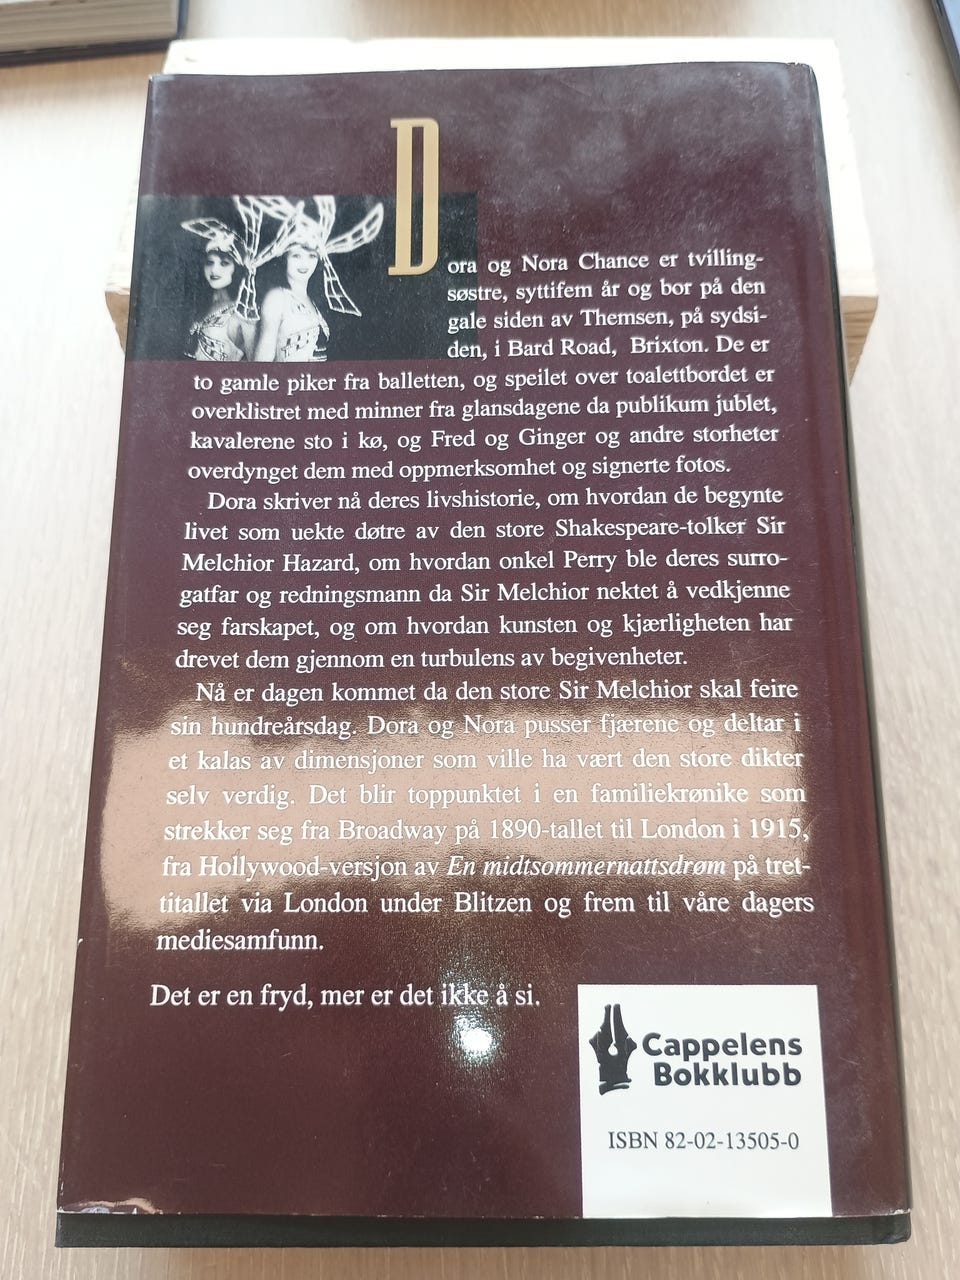 Dora og Nora Chance er tvilling-
søstre, syttifem år og bor på den
gale siden av Themsen, på sydsi-
den, i Bard Road, Brixton. De er
to gamle piker fra balletten, og speilet over toalettbordet er
overklistret med minner fra glansdagene da publikum jublet,
kavalerene sto i kø, og Fred og Ginger og andre storheter
overdynget dem med oppmerksomhet og signerte fotos.
Dora skriver nå deres livshistorie, om hvordan de begynte
livet som uekte døtre av den store Shakespeare-tolker Sir
Melchior Hazard, om hvordan onkel Perry ble deres surro-
gatfar og redningsmann da Sir Melchior nektet å vedkjenne
seg farskapet, og om hvordan kunsten og kjærligheten har
drevet dem gjennom en turbulens av begivenheter.
Nå er dagen kommet da den store Sir Melchior skal feire
sin hundreårsdag. Dora og Nora pusser fjærene og deltar i
et kalas av dimensjoner som ville ha vært den store dikter
selv verdig. Det blir toppunktet i en familiekrønike som
strekker seg fra Broadway på 1890-tallet til London i 1915,
fra Hollywood-versjon av En midtsommernattsdrøm på tret-
titallet via London under Blitzen og frem til våre dagers
mediesamfunn.
Det er en fryd, mer er det ikke å si.
Cappelens
Bokklubb
ISBN 82-02-13505-0